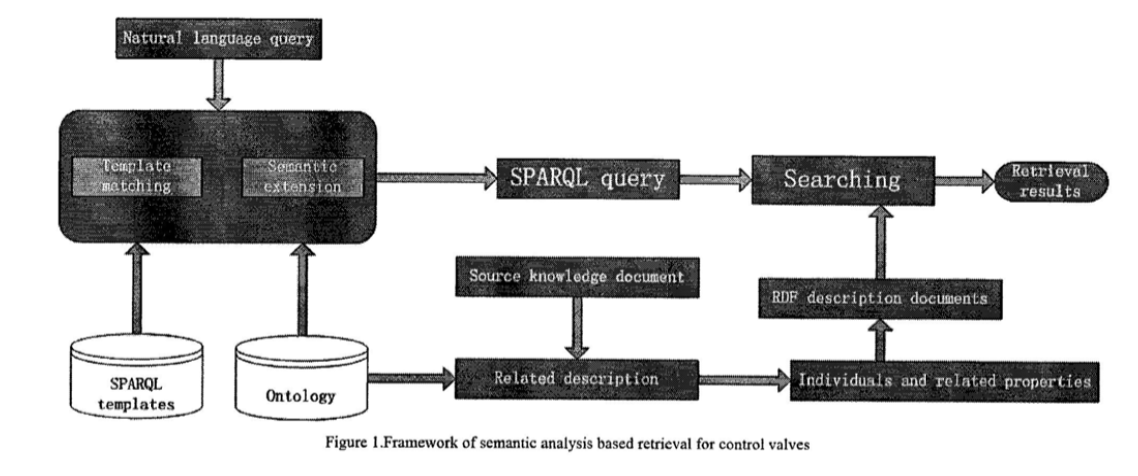 Natural language query
Template
matching
Semantic
extension
SPARQL query
Searching
Retrieval
results
Source knowledge document
RDF description documents
SPARQL
templates
Ontology
Related description
Individuals and related properties
Figure 1.Framework of semantic analysis based retrieval for control valves